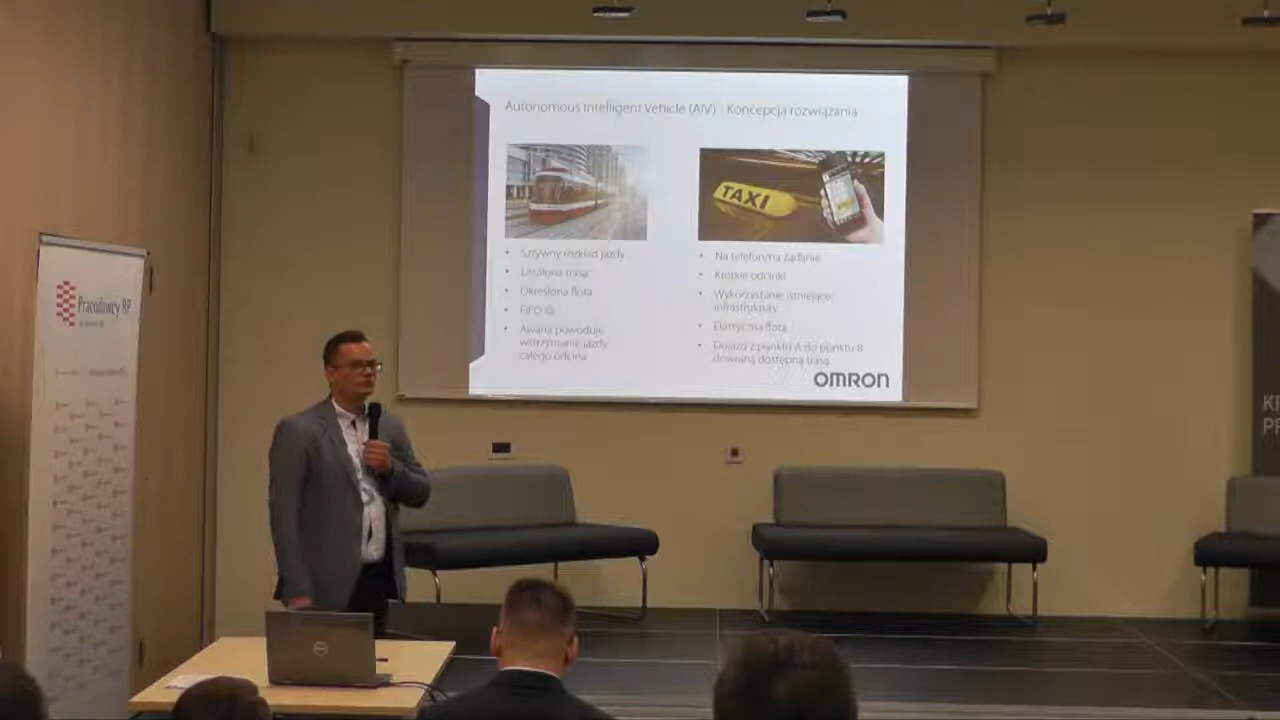 Autonomous Intelligent Vehicle (AIV) - Koncepcja rozwiązania
TAXI
• Sztywny rozkład jazdy
• Ustalona trasa
• Określona flota
• FIFO
• Awaria powoduje
wstrzymanie jazdy
całego odcinka
• Na telefon/na żądanie
• Krótkie odcinki
• Wykorzystanie istniejącej
infrastruktury
• Elastyczna flota
• Dojazd z punktu A do punktu B
dowolną dostępną trasą
OMRON
Pracodawcy RP
DELL